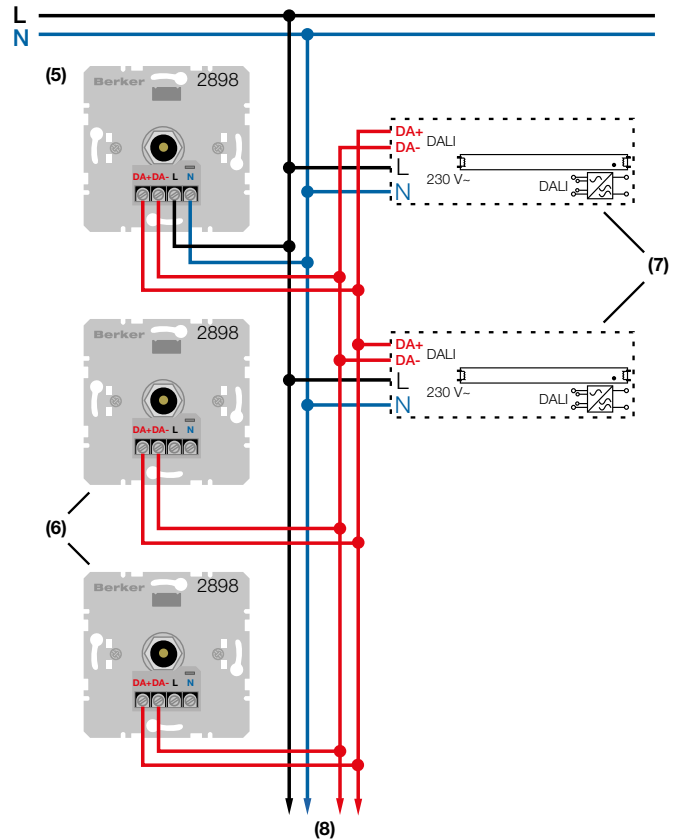 L
N
(5)
Berker 2898
DA+ DA- L N
DA+
DA- DALI
L
230 V~
N
DALI
(7)
Berker 2898
DA+ DA- L N
DA+
DA- DALI
L
230 V~
N
DALI
(6)
Berker 2898
DA+ DA- L N
(8)